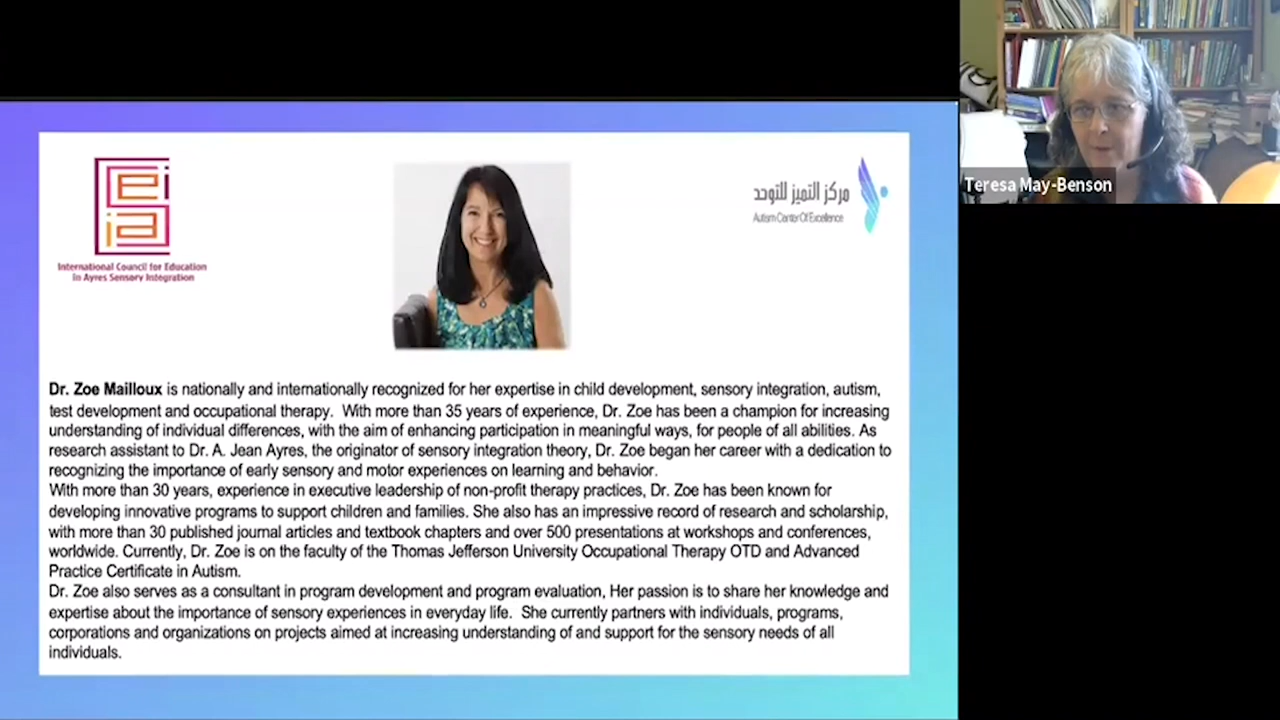 ei
ia
International Council for Education
in Ayres Sensory Integration
مركز التميز للتوحد
Autism Center Of Excellence
Teresa May-Benson
Dr. Zoe Mailloux is nationally and internationally recognized for her expertise in child development, sensory integration, autism,
test development and occupational therapy. With more than 35 years of experience, Dr. Zoe has been a champion for increasing
understanding of individual differences, with the aim of enhancing participation in meaningful ways, for people of all abilities. As
research assistant to Dr. A. Jean Ayres, the originator of sensory integration theory, Dr. Zoe began her career with a dedication to
recognizing the importance of early sensory and motor experiences on learning and behavior.
With more than 30 years, experience in executive leadership of non-profit therapy practices, Dr. Zoe has been known for
developing innovative programs to support children and families. She also has an impressive record of research and scholarship,
with more than 30 published journal articles and textbook chapters and over 500 presentations at workshops and conferences,
worldwide. Currently, Dr. Zoe is on the faculty of the Thomas Jefferson University Occupational Therapy OTD and Advanced
Practice Certificate in Autism.
Dr. Zoe also serves as a consultant in program development and program evaluation, Her passion is to share her knowledge and
expertise about the importance of sensory experiences in everyday life. She currently partners with individuals, programs,
corporations and organizations on projects aimed at increasing understanding of and support for the sensory needs of all
individuals.